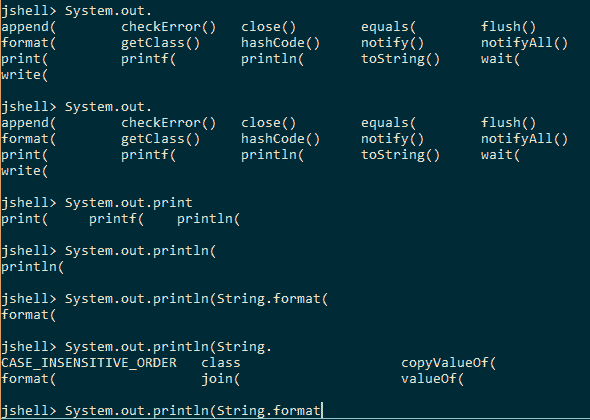 jshell> System.out.
append( checkError() close() equals( flush()
format( getClass() hashCode() notify() notifyAll()
print( printf( println( toString() wait(
write(
jshell> System.out.
append( checkError() close() equals( flush()
format( getClass() hashCode() notify() notifyAll()
print( printf( println( toString() wait(
write(
jshell> System.out.print
print( printf( println(
jshell> System.out.println(
println(
jshell> System.out.println(String.format(
format(
jshell> System.out.println(String.
CASE_INSENSITIVE_ORDER class copyValueOf(
format( join( valueOf(
jshell> System.out.println(String.format